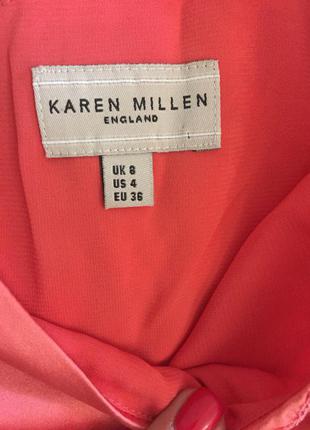 KAREN MILLEN
ENGLAND
UK 8
US 4
EU 36